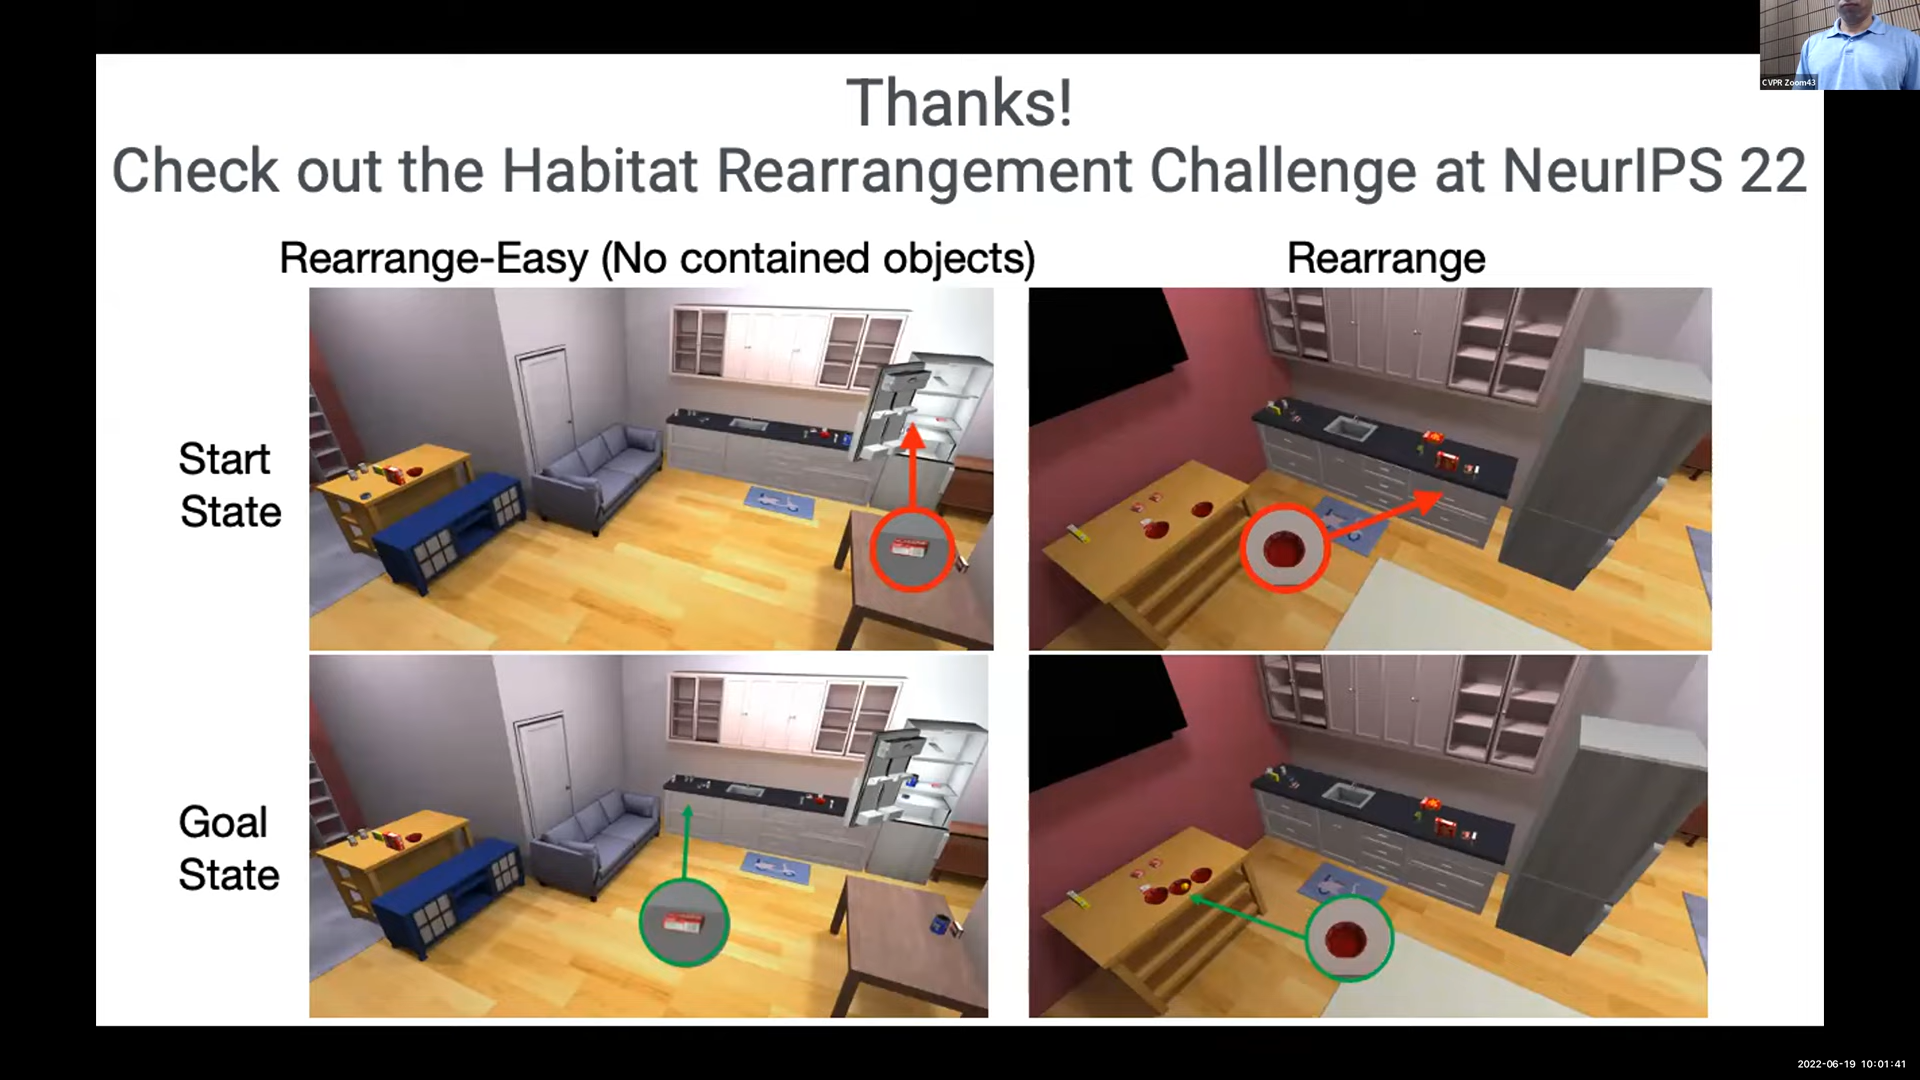 Thanks!
Check out the Habitat Rearrangement Challenge at NeurIPS 22
Rearrange-Easy (No contained objects)
Rearrange
Start
State
Goal
State
CVPR Zoom43
2022-06-19 10:01:41